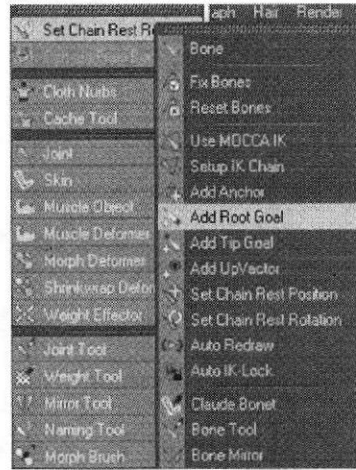 aph Hair Render
Set Chain Rest R
Cloth Nurbs
Cache Tool
Joint
Skin
Muscle Object
Muscle Deformer
Morph Deformer
Shrinkwrap Defor
Weight Effector
Joint Tool
Weight Tool
Mirror Tool
Naming Tool
Morph Brush
Bone
Fix Bones
Reset Bones
Use MOCCA IK
Setup IK Chain
Add Anchor
Add Root Goal
Add Tip Goal
Add UpVector
Set Chain Rest Position
Set Chain Rest Rotation
Auto Redraw
Auto IK-Lock
Claude Bonet
Bone Tool
Bone Mirror